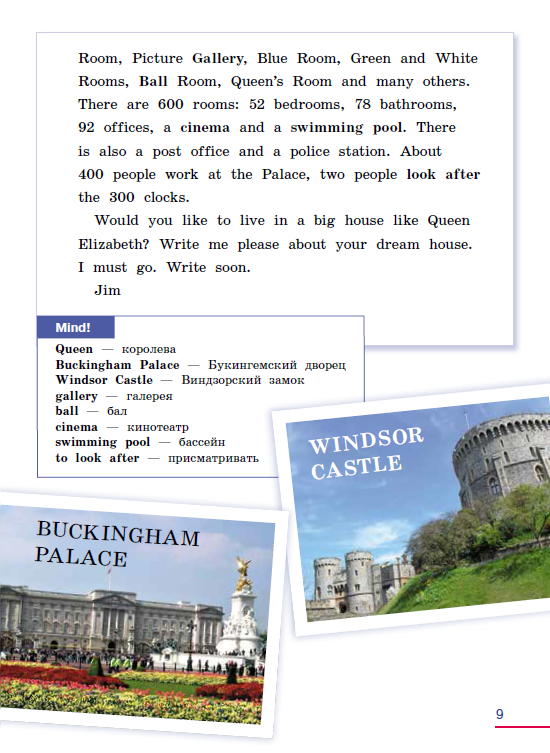 Room, Picture Gallery, Blue Room, Green and White
Rooms, Ball Room, Queen's Room and many others.
There are 600 rooms: 52 bedrooms, 78 bathrooms,
92 offices, a cinema and a swimming pool. There
is also a post office and a police station. About
400 people work at the Palace, two people look after
the 300 clocks.
Would you like to live in a big house like Queen
Elizabeth? Write me please about your dream house.
I must go. Write soon.
Jim
Mind!
Queen — королева
Buckingham Palace — Букингемский дворец
Windsor Castle — Виндзорский замок
gallery — галерея
ball — бал
cinema — кинотеатр
swimming pool — бассейн
to look after — присматривать
WINDSOR
CASTLE
BUCKINGHAM
PALACE
9